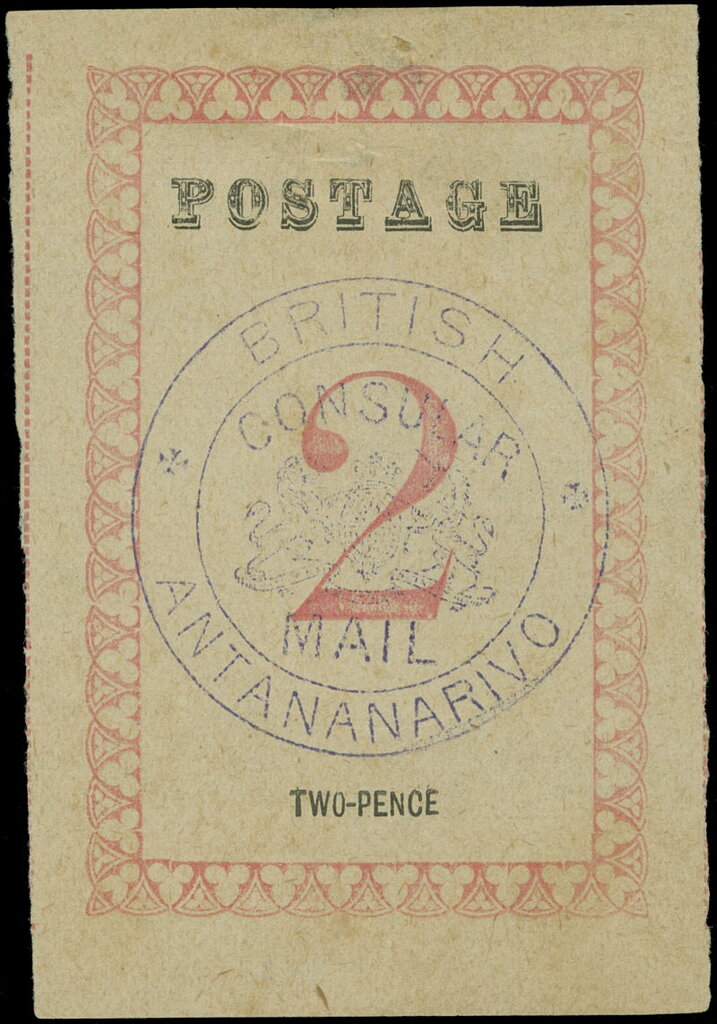 POSTAGE
BRITISH
CONSULAR
2
MAIL
ANTANANARIVO
TWO-PENCE